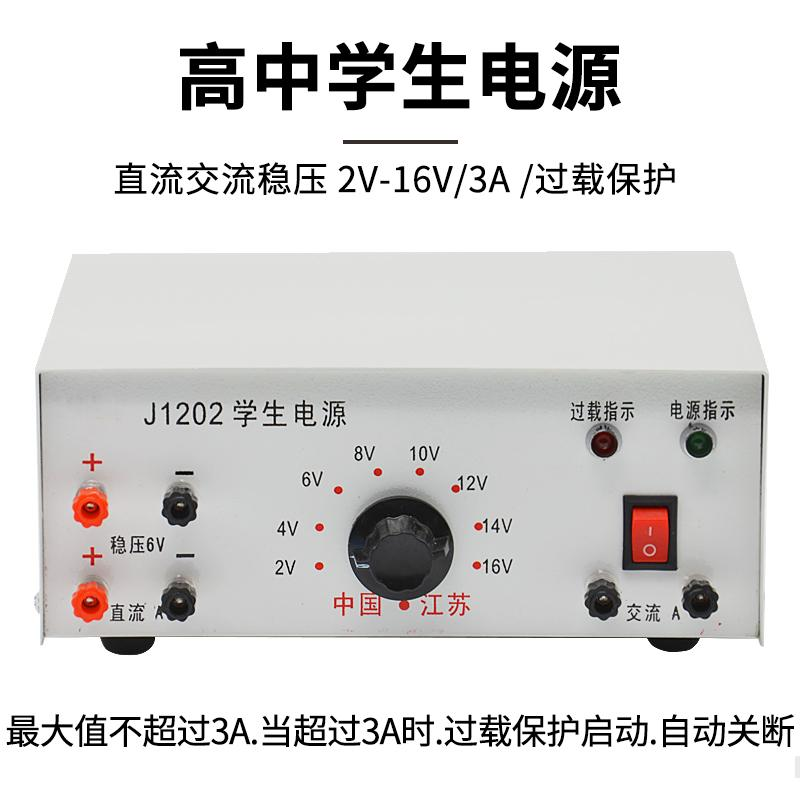 高中学生电源
直流交流稳压 2V-16V/3A /过载保护
J1202 学生电源
过载指示
电源指示
8V
10V
6V
12V
4V
14V
2V
16V
+
−
稳压6V
+
−
直流 A
中国●江苏
交流 A
最大值不超过3A.当超过3A时.过载保护启动.自动关断